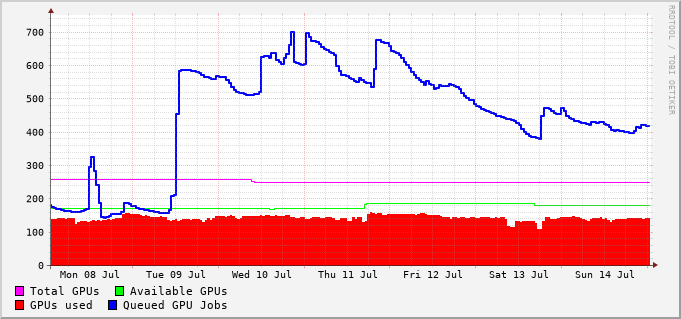 700
600
500
400
300
200
100
0
Mon 08 Jul Tue 09 Jul Wed 10 Jul Thu 11 Jul Fri 12 Jul Sat 13 Jul Sun 14 Jul
Total GPUs Available GPUs
GPUs used Queued GPU Jobs
RRDTOOL / TOBI OETIKER